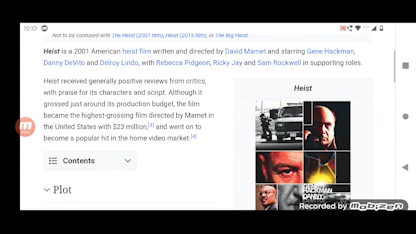 10:10
Not to be confused with The Heist (2001 film), Heist (2015 film), or The Big Heist.
Heist is a 2001 American heist film written and directed by David Mamet and starring Gene Hackman,
Danny DeVito and Delroy Lindo, with Rebecca Pidgeon, Ricky Jay and Sam Rockwell in supporting roles.
Heist received generally positive reviews from critics,
with praise for its characters and script. Although it
grossed just around its production budget, the film
became the highest-grossing film directed by Mamet in
the United States with $23 million,[3] and went on to
become a popular hit in the home video market.[4]
Contents
Plot
Heist
HACKMAN
DANNY
Recorded by MOBIZEN